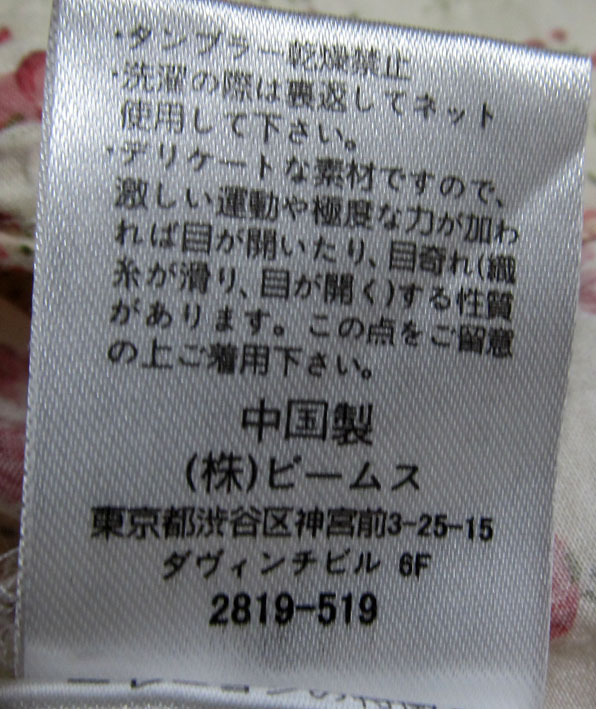 ・タンブラー乾燥禁止
・洗濯の際は裏返してネット
使用して下さい。
・デリケートな素材ですので、
激しい運動や極度な力が加わ
れば目が開いたり、目寄れ(織
糸が滑り、目が開く)する性質
があります。この点をご留意
の上ご着用下さい。
中国製
(株)ビームス
東京都渋谷区神宮前3-25-15
ダヴィンチビル 6F
2819-519